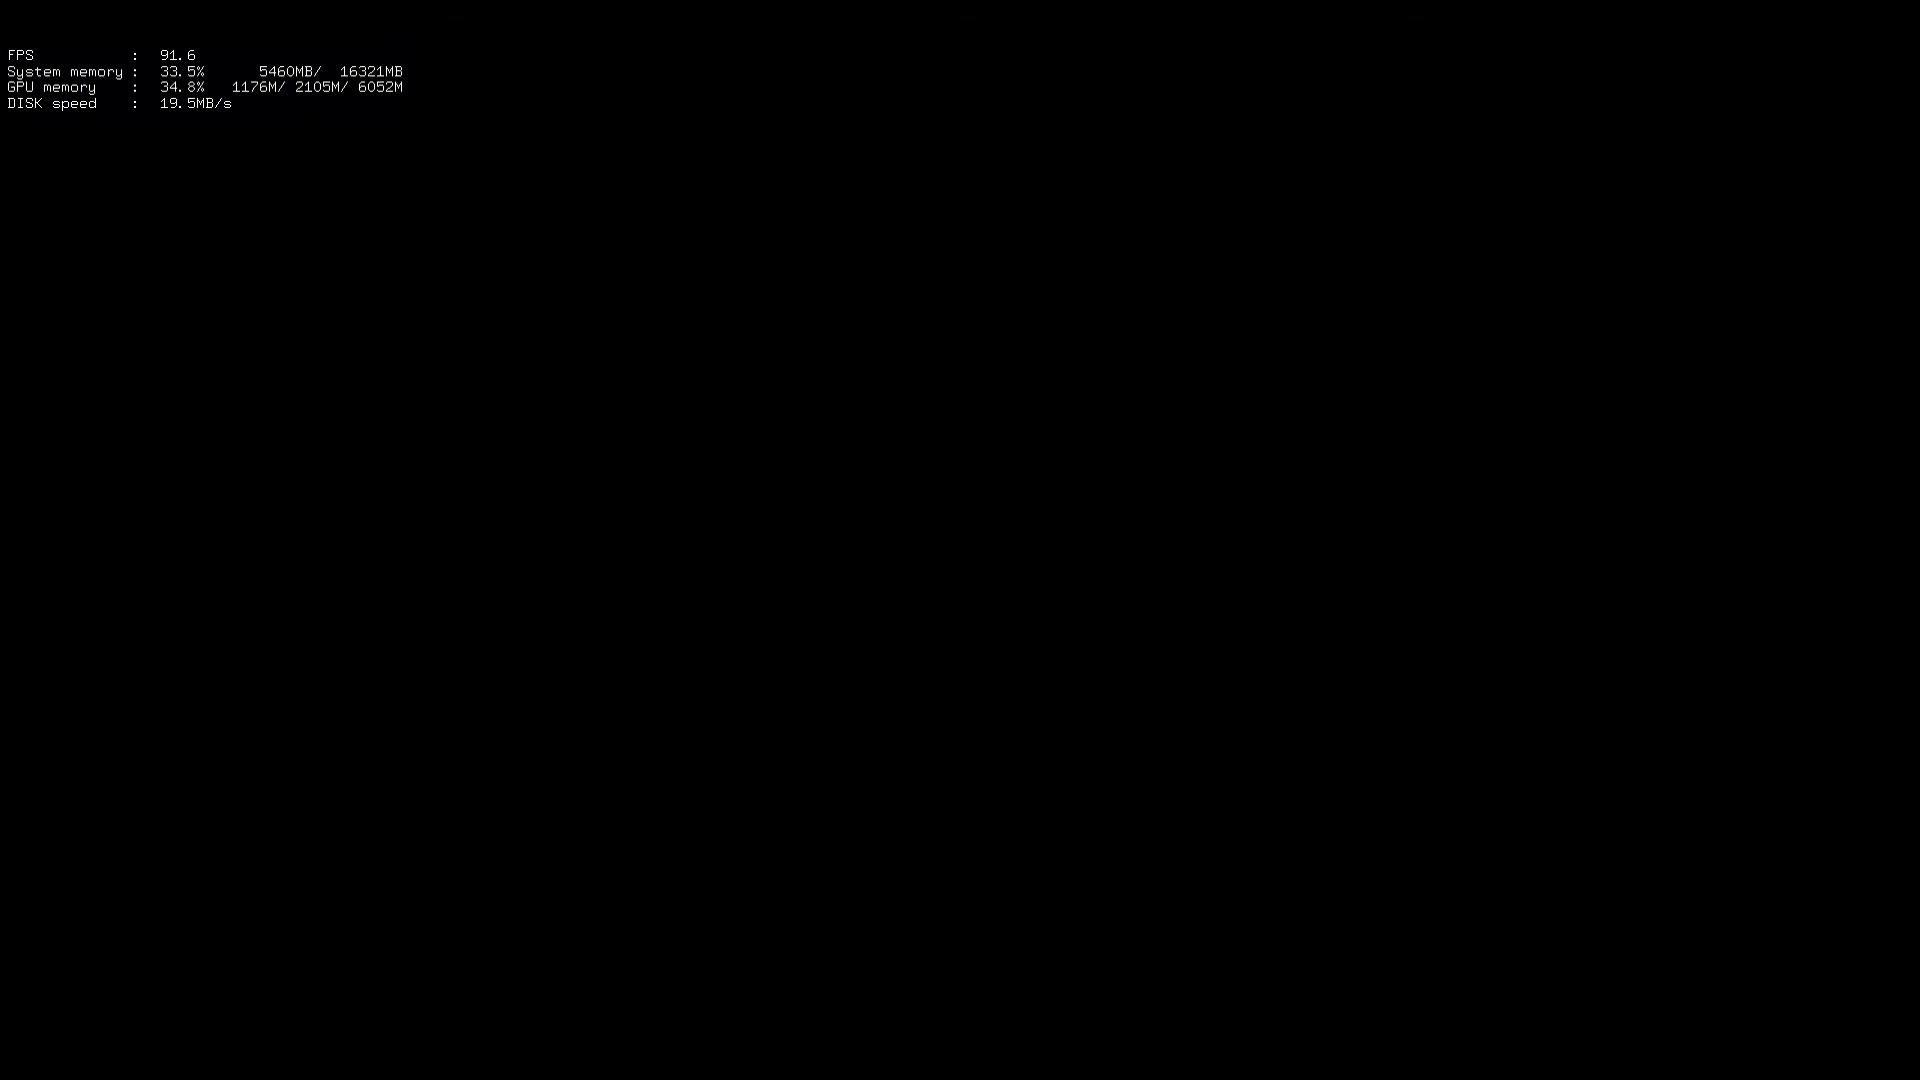 FPS : 91.6
System memory : 33.5% 5460MB/ 16321MB
GPU memory : 34.8% 1176M/ 2105M/ 6052M
DISK speed : 19.5MB/s